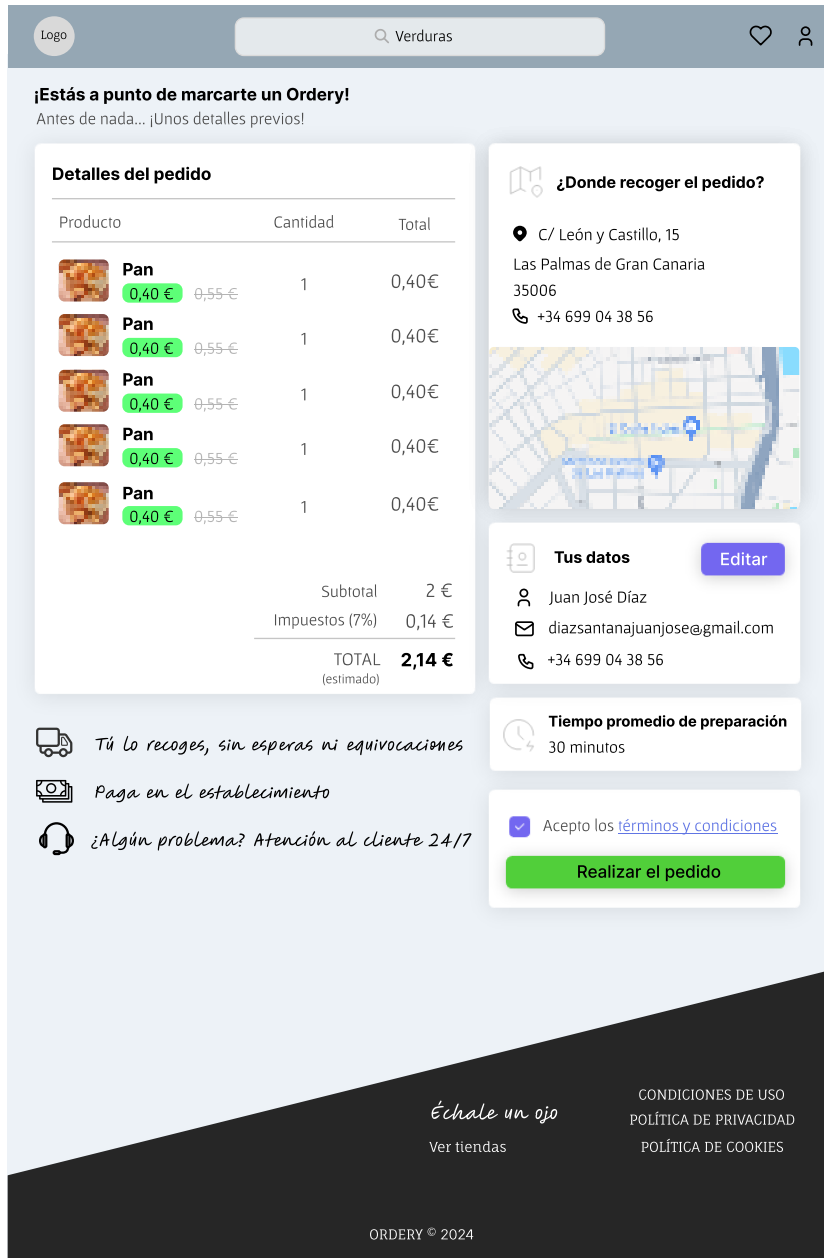 Logo
Verduras
¡Estás a punto de marcarte un Ordery!
Antes de nada... ¡Unos detalles previos!
Detalles del pedido
Producto Cantidad Total
Pan
0,40 € 0,55 € 1 0,40€
Pan
0,40 € 0,55 € 1 0,40€
Pan
0,40 € 0,55 € 1 0,40€
Pan
0,40 € 0,55 € 1 0,40€
Pan
0,40 € 0,55 € 1 0,40€
Subtotal 2 €
Impuestos (7%) 0,14 €
TOTAL 2,14 €
(estimado)
¿Donde recoger el pedido?
C/ León y Castillo, 15
Las Palmas de Gran Canaria
35006
+34 699 04 38 56
Tus datos
Editar
Juan José Díaz
diazsantanajuanjose@gmail.com
+34 699 04 38 56
Tiempo promedio de preparación
30 minutos
Acepto los términos y condiciones
Realizar el pedido
Tú lo recoges, sin esperas ni equivocaciones
Paga en el establecimiento
¿Algún problema? Atención al cliente 24/7
Échale un ojo
Ver tiendas
CONDICIONES DE USO
POLÍTICA DE PRIVACIDAD
POLÍTICA DE COOKIES
ORDERY © 2024